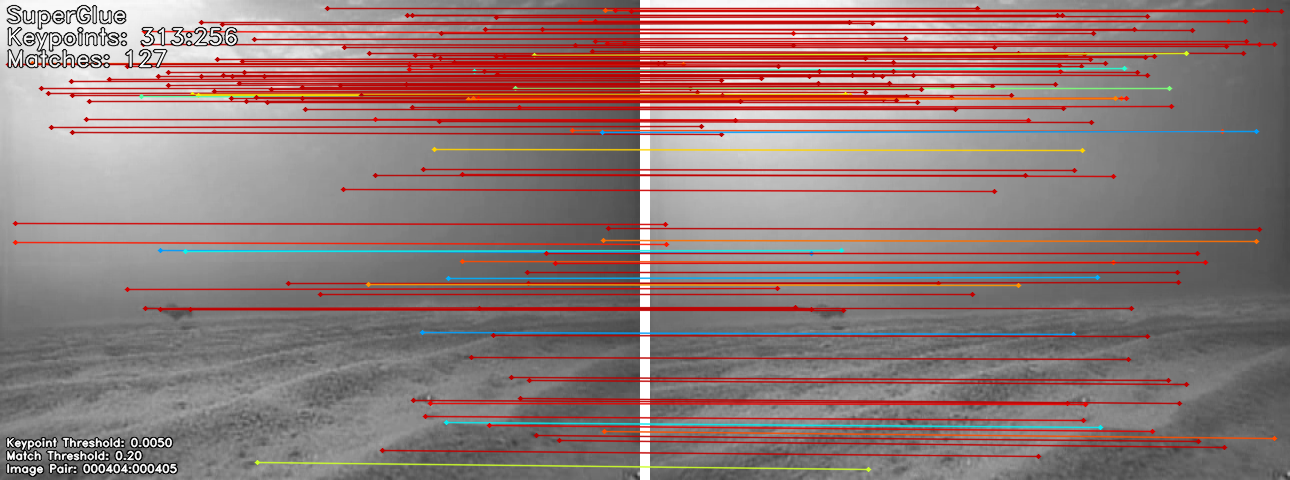 SuperGlue
Keypoints: 313:256
Matches: 127
Keypoint Threshold: 0.0050
Match Threshold: 0.20
Image Pair: 000404:000405